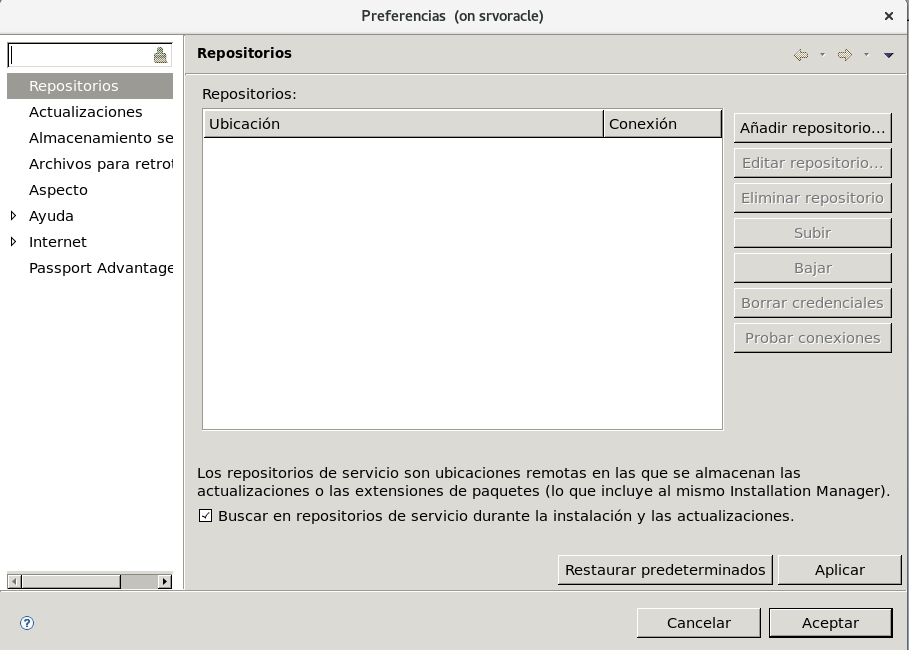 Preferencias (on srvoracle)
Repositorios
Actualizaciones
Almacenamiento se
Archivos para retrot
Aspecto
Ayuda
Internet
Passport Advantage
Repositorios
Repositorios:
Ubicación Conexión
Añadir repositorio...
Editar repositorio...
Eliminar repositorio
Subir
Bajar
Borrar credenciales
Probar conexiones
Los repositorios de servicio son ubicaciones remotas en las que se almacenan las
actualizaciones o las extensiones de paquetes (lo que incluye al mismo Installation Manager).
Buscar en repositorios de servicio durante la instalación y las actualizaciones.
Restaurar predeterminados Aplicar
Cancelar Aceptar